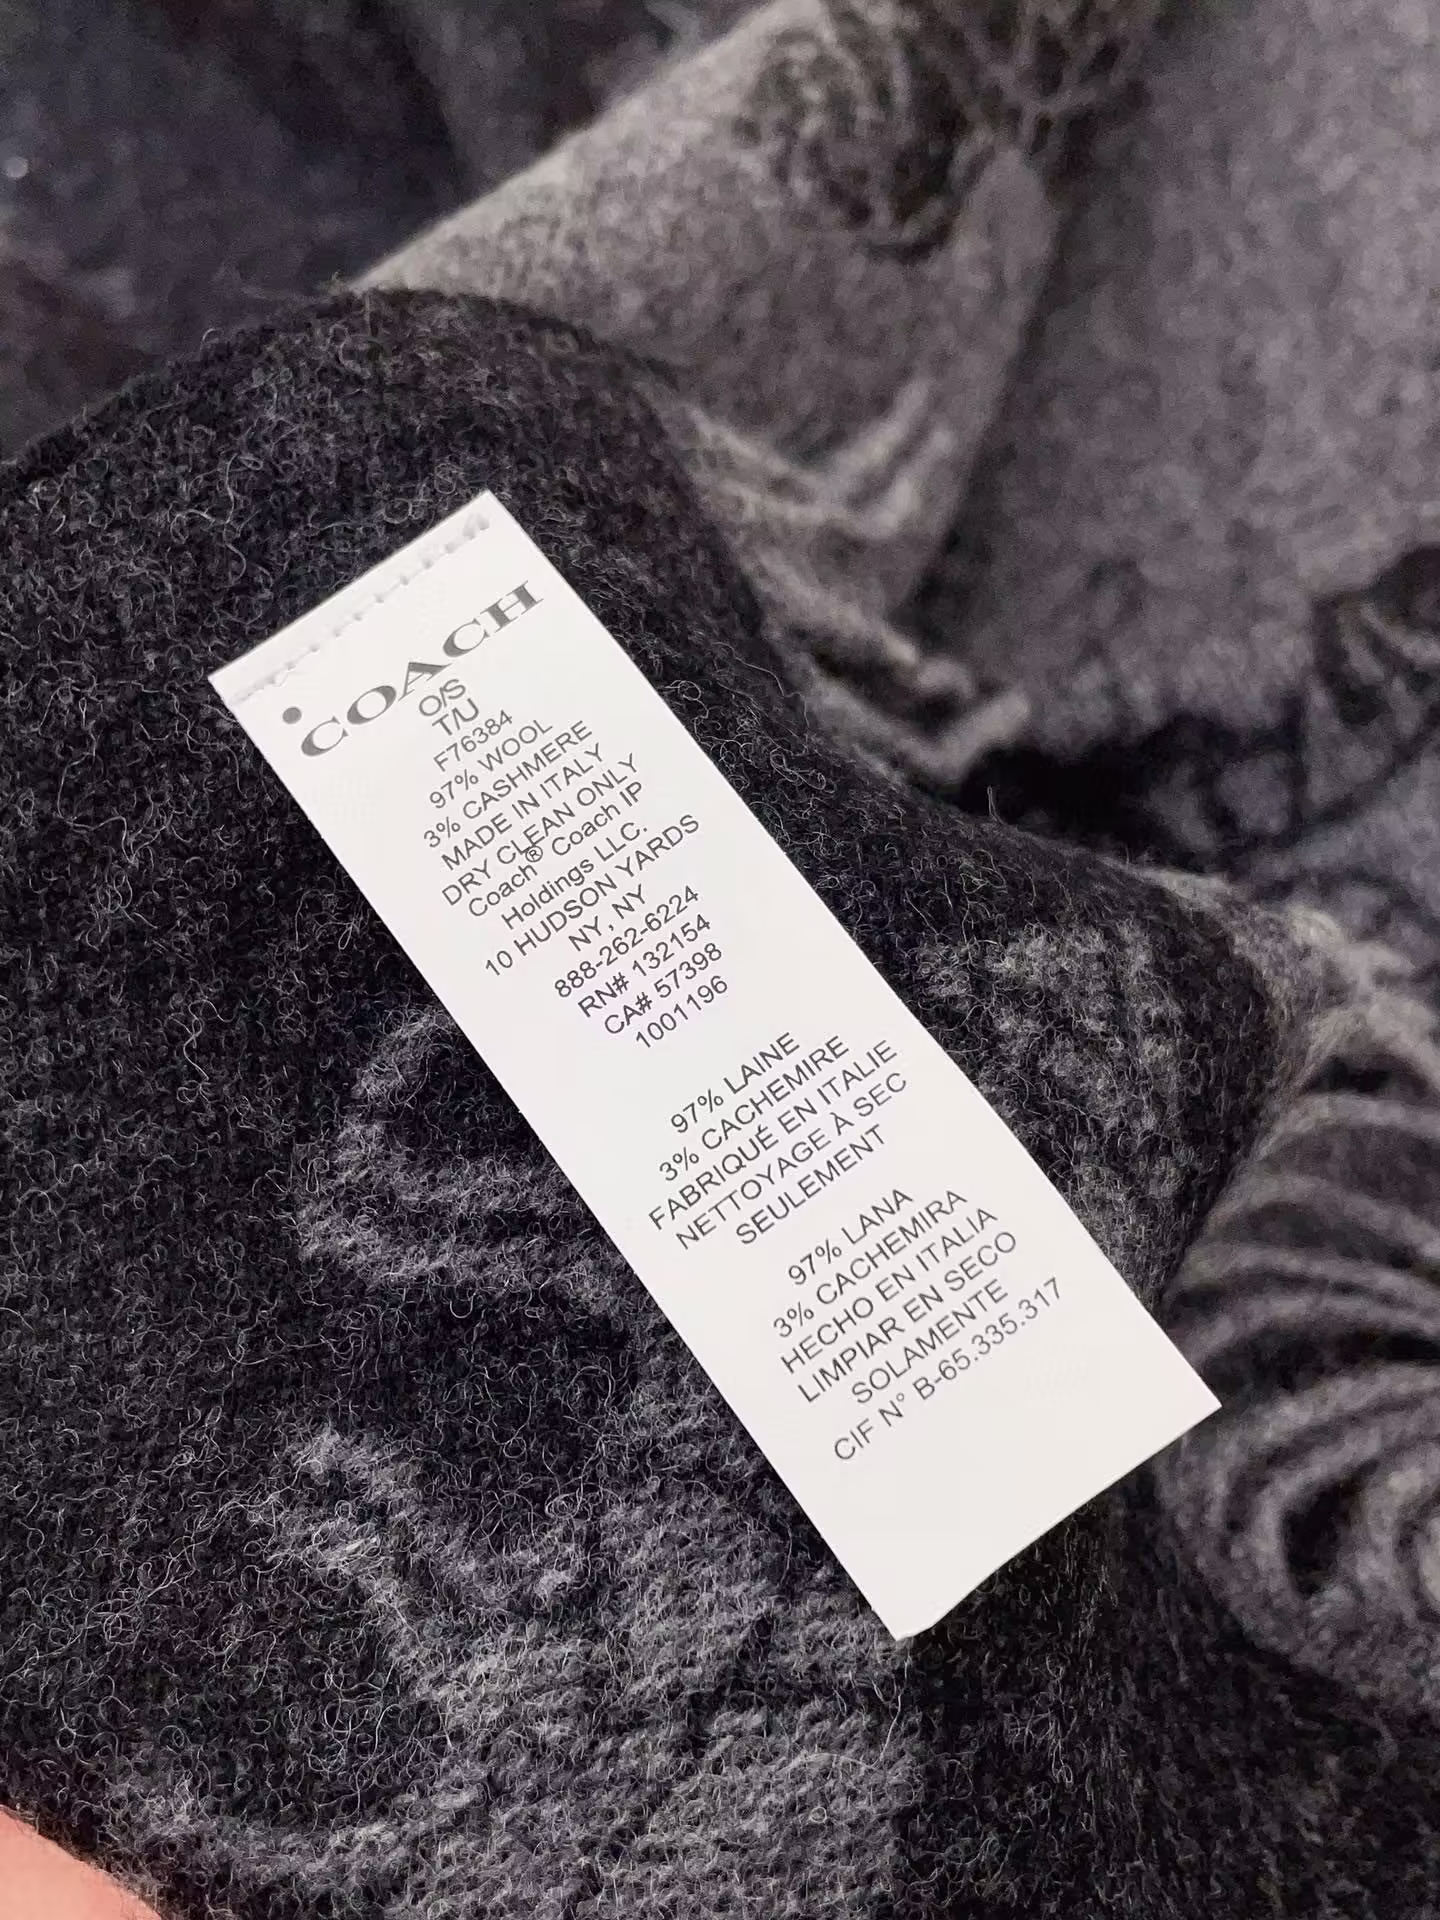 COACH
O/S
T/U
F76384
97% WOOL
3% CASHMERE
MADE IN ITALY
DRY CLEAN ONLY
Coach® Coach IP
Holdings LLC.
10 HUDSON YARDS
NY, NY
888-262-6224
RN# 132154
CA# 57398
1001196
97% LAINE
3% CACHEMIRE
FABRIQUÉ EN ITALIE
NETTOYAGE À SEC
SEULEMENT
97% LANA
3% CACHEMIRA
HECHO EN ITALIA
LIMPIAR EN SECO
SOLAMENTE
CIF N° B-65.335.317